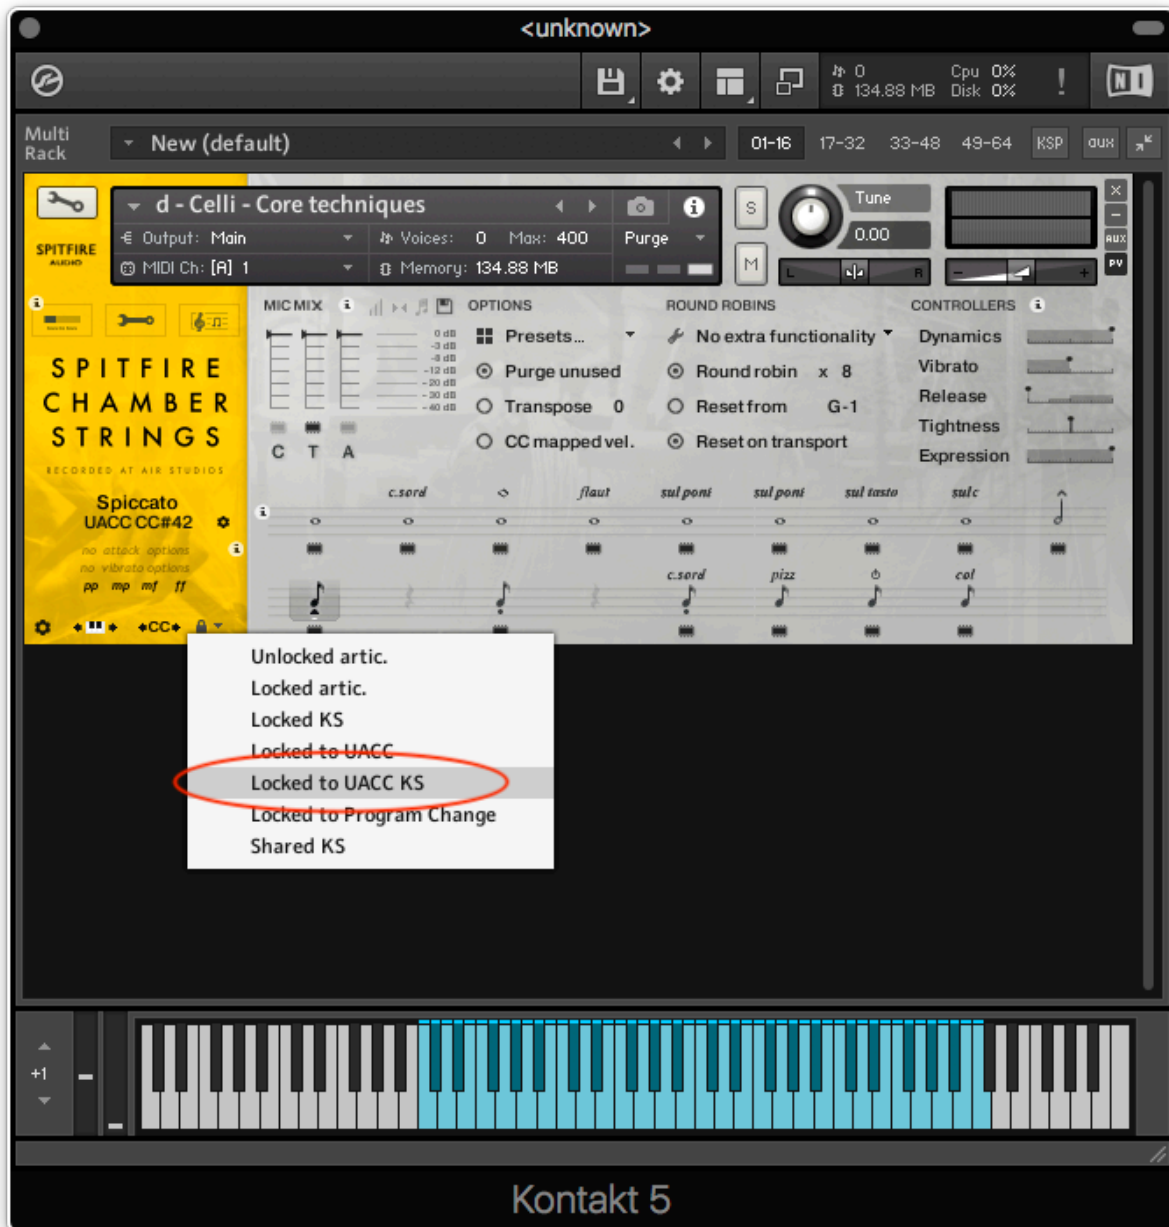 <unknown>
0 Cpu 0%
134.88 MB Disk 0% ! NI
Multi
Rack
New (default) 01-16 17-32 33-48 49-64 KSP aux
d - Celli - Core techniques i S Tune
SPITFIRE
AUDIO
Output: Main Voices: 0 Max: 400 Purge 0.00 AUX
MIDI Ch: [A] 1 Memory: 134.88 MB M L R - + PV
MIC MIX i OPTIONS ROUND ROBINS CONTROLLERS i
0 dB Presets... No extra functionality Dynamics
-3 dB
-8 dB
-12 dB Purge unused Round robin x 8 Vibrato
-20 dB Release
-30 dB
-40 dB Transpose 0 Reset from G-1
Tightness
C T A CC mapped vel. Reset on transport
Expression
SPITFIRE
CHAMBER
STRINGS
RECORDED AT AIR STUDIOS
Spiccato
UACC CC#42
no attack options
no vibrato options
pp mp mf ff
CC
c.sord flaut sul pont sul pont sul tasto sul c
c.sord pizz col
Unlocked artic.
Locked artic.
Locked KS
Locked to UACC
Locked to UACC KS
Locked to Program Change
Shared KS
+1
Kontakt 5